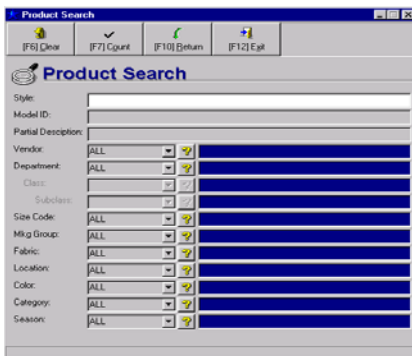 Product Search
[F6] Clear [F7] Count [F10] Return [F12] Exit
Product Search
Style:
Model ID:
Partial Desciption:
Vendor: ALL ?
Department: ALL ?
Class: ?
Subclass: ?
Size Code: ALL ?
Mkg Group: ALL ?
Fabric: ALL ?
Location: ALL ?
Color: ALL ?
Category: ALL ?
Season: ALL ?